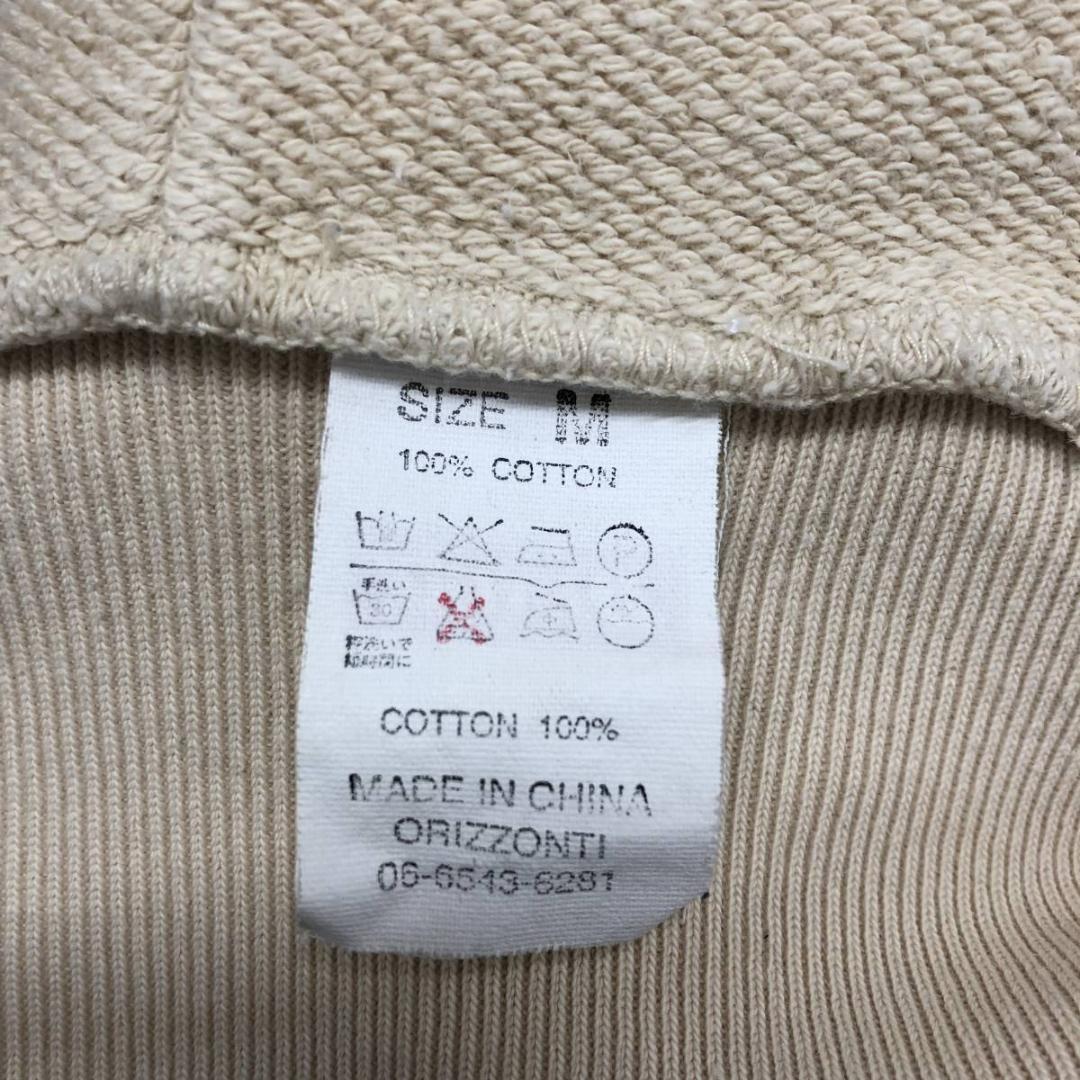 SIZE M
100% COTTON
P
手洗い
30
COTTON 100%
MADE IN CHINA
ORIZZONTI
06-6543-6281